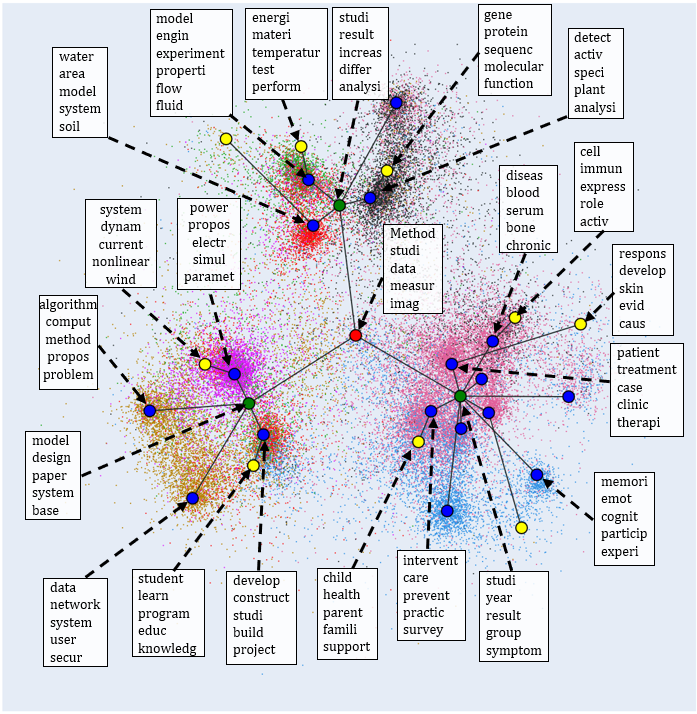 model
engin
experiment
properti
flow
fluid
energi
materi
temperatur
test
perform
studi
result
increas
differ
analysi
gene
protein
sequenc
molecular
function
detect
activ
speci
plant
analysi
water
area
model
system
soil
cell
immun
express
role
activ
diseas
blood
serum
bone
chronic
system
dynam
current
nonlinear
wind
power
propos
electr
simul
paramet
Method
studi
data
measur
imag
respons
develop
skin
evid
caus
algorithm
comput
method
propos
problem
patient
treatment
case
clinic
therapi
model
design
paper
system
base
memori
emot
cognit
particip
experi
data
network
system
user
secur
student
learn
program
educ
knowledg
develop
construct
studi
build
project
child
health
parent
famili
support
intervent
care
prevent
practic
survey
studi
year
result
group
symptom